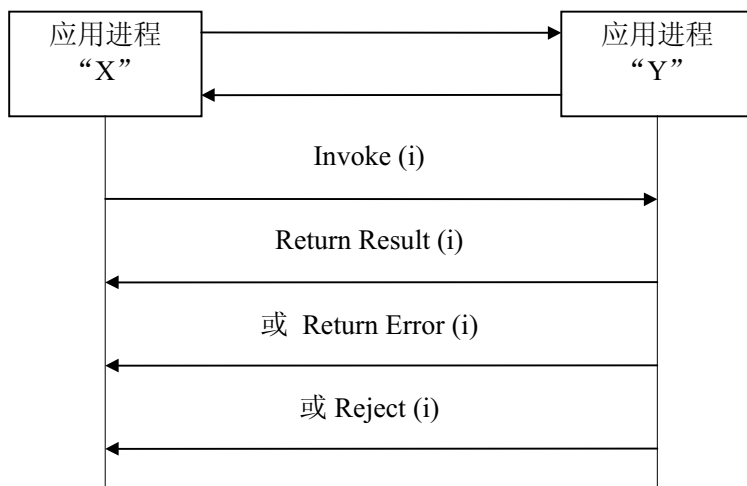 应用进程
“X”
应用进程
“Y”
Invoke (i)
Return Result (i)
或 Return Error (i)
或 Reject (i)